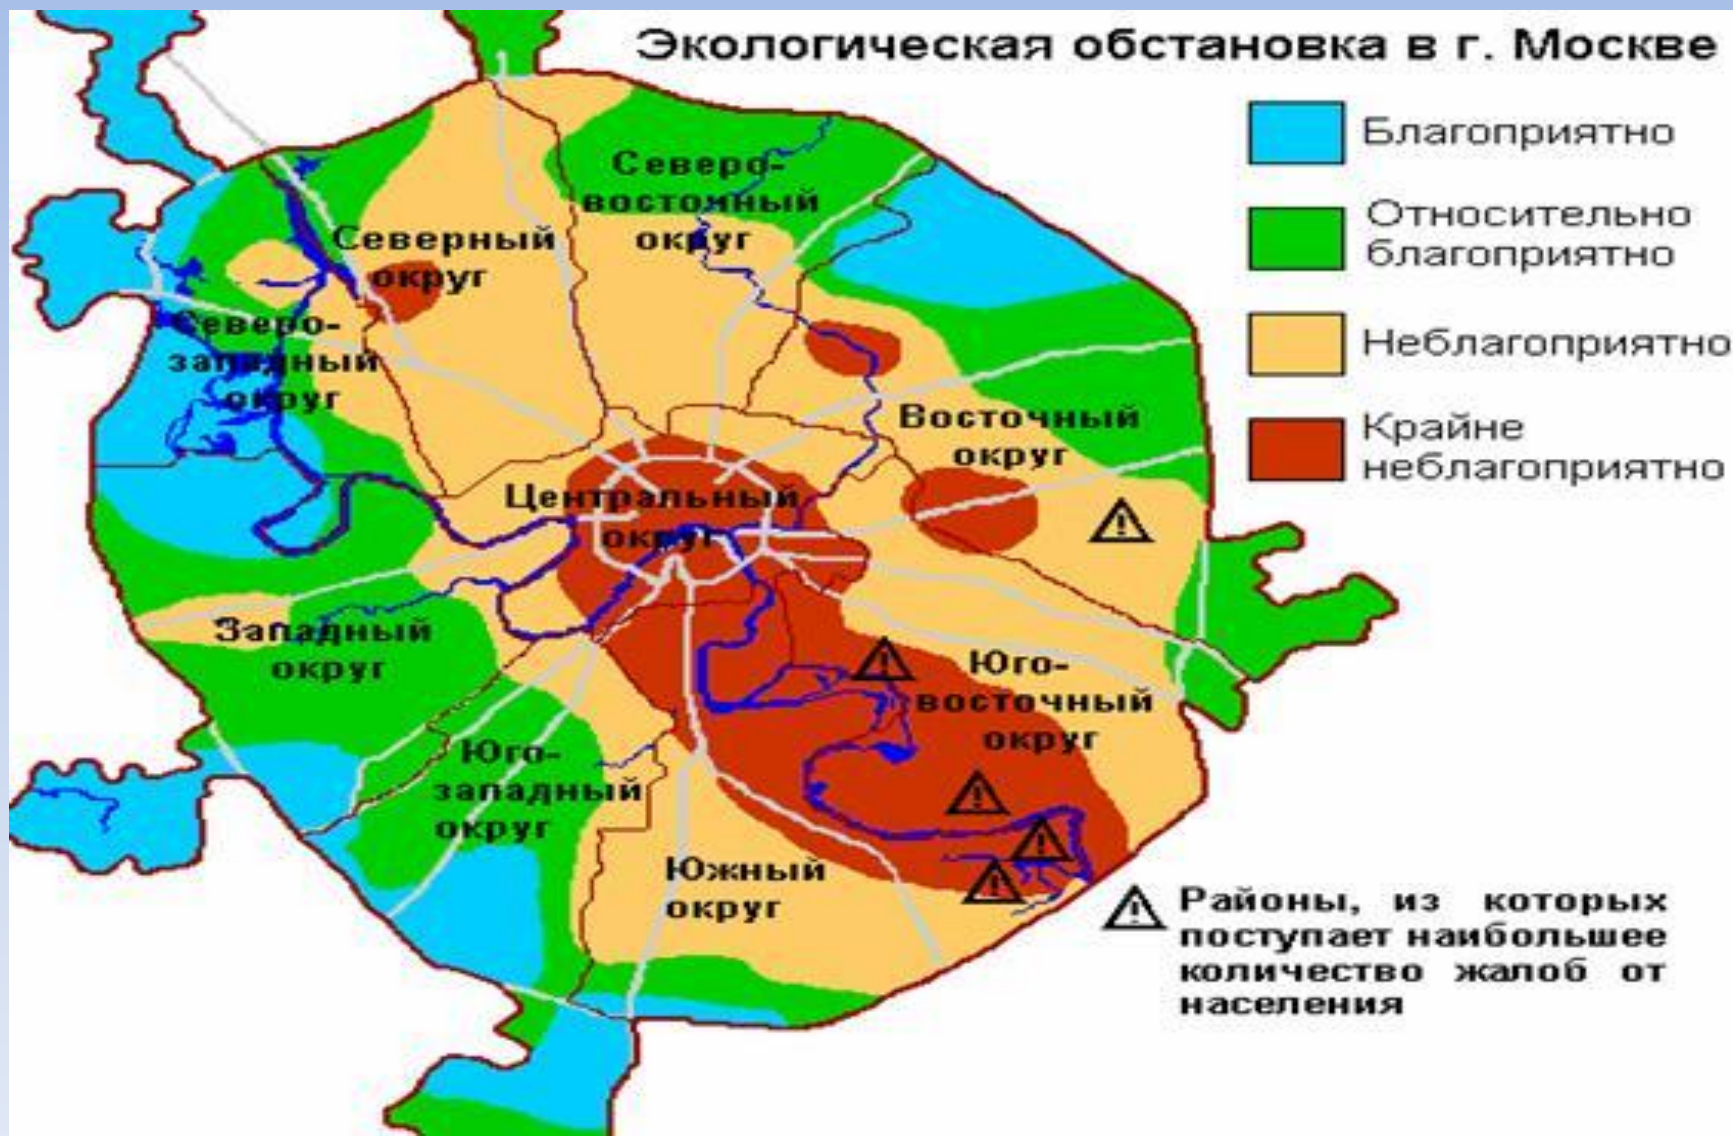 Экологическая обстановка в г. Москве
Благоприятно
Относительно
благоприятно
Неблагоприятно
Крайне
неблагоприятно
Северо-
восточный
округ
Северный
округ
Северо-
западный
округ
Восточный
округ
Центральный
округ
Западный
округ
Юго-
восточный
округ
Юго-
западный
округ
Южный
округ
Районы, из которых
поступает наибольшее
количество жалоб от
населения